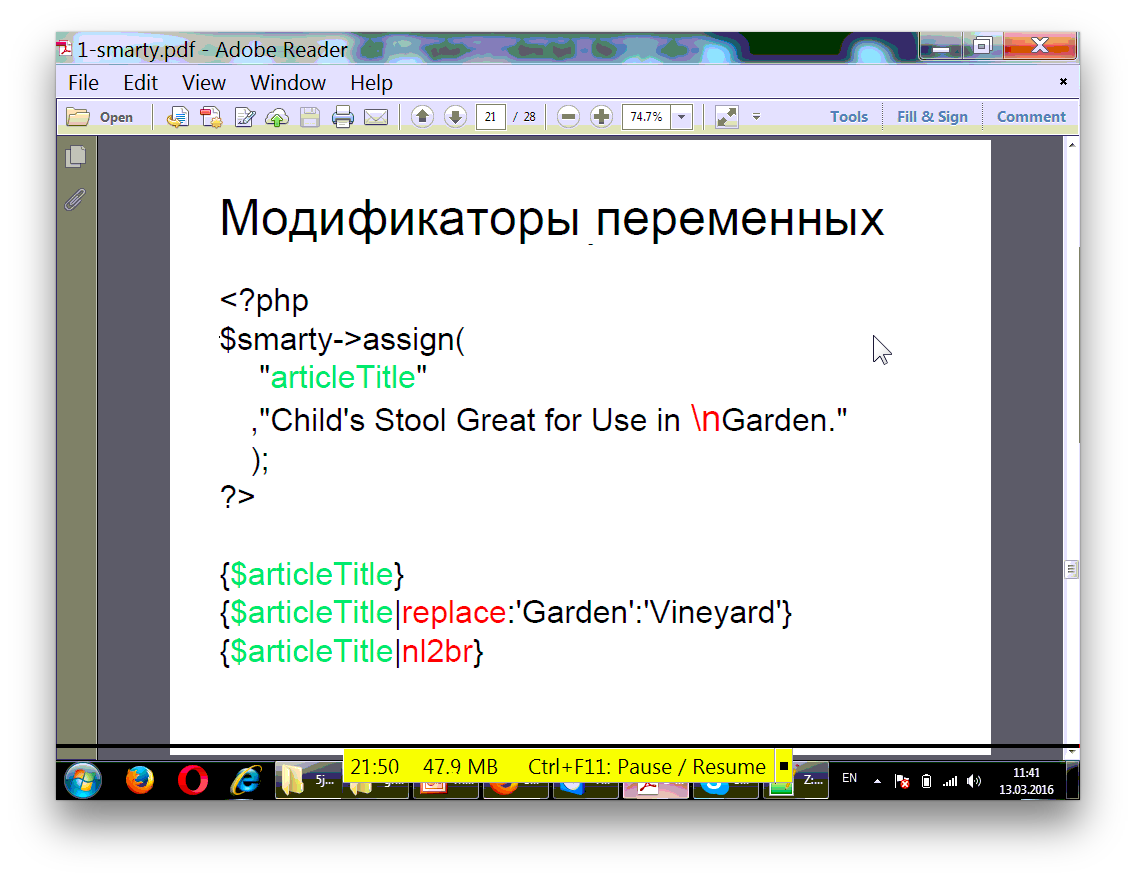 1-smarty.pdf - Adobe Reader
File Edit View Window Help
Open 21 / 28 74.7% Tools Fill & Sign Comment
Модификаторы переменных
<?php
$smarty->assign(
"articleTitle"
,"Child's Stool Great for Use in \nGarden."
);
?>
{$articleTitle}
{$articleTitle|replace:'Garden':'Vineyard'}
{$articleTitle|nl2br}
21:50 47.9 MB Ctrl+F11: Pause / Resume
5j... Z:... EN 11:41
13.03.2016